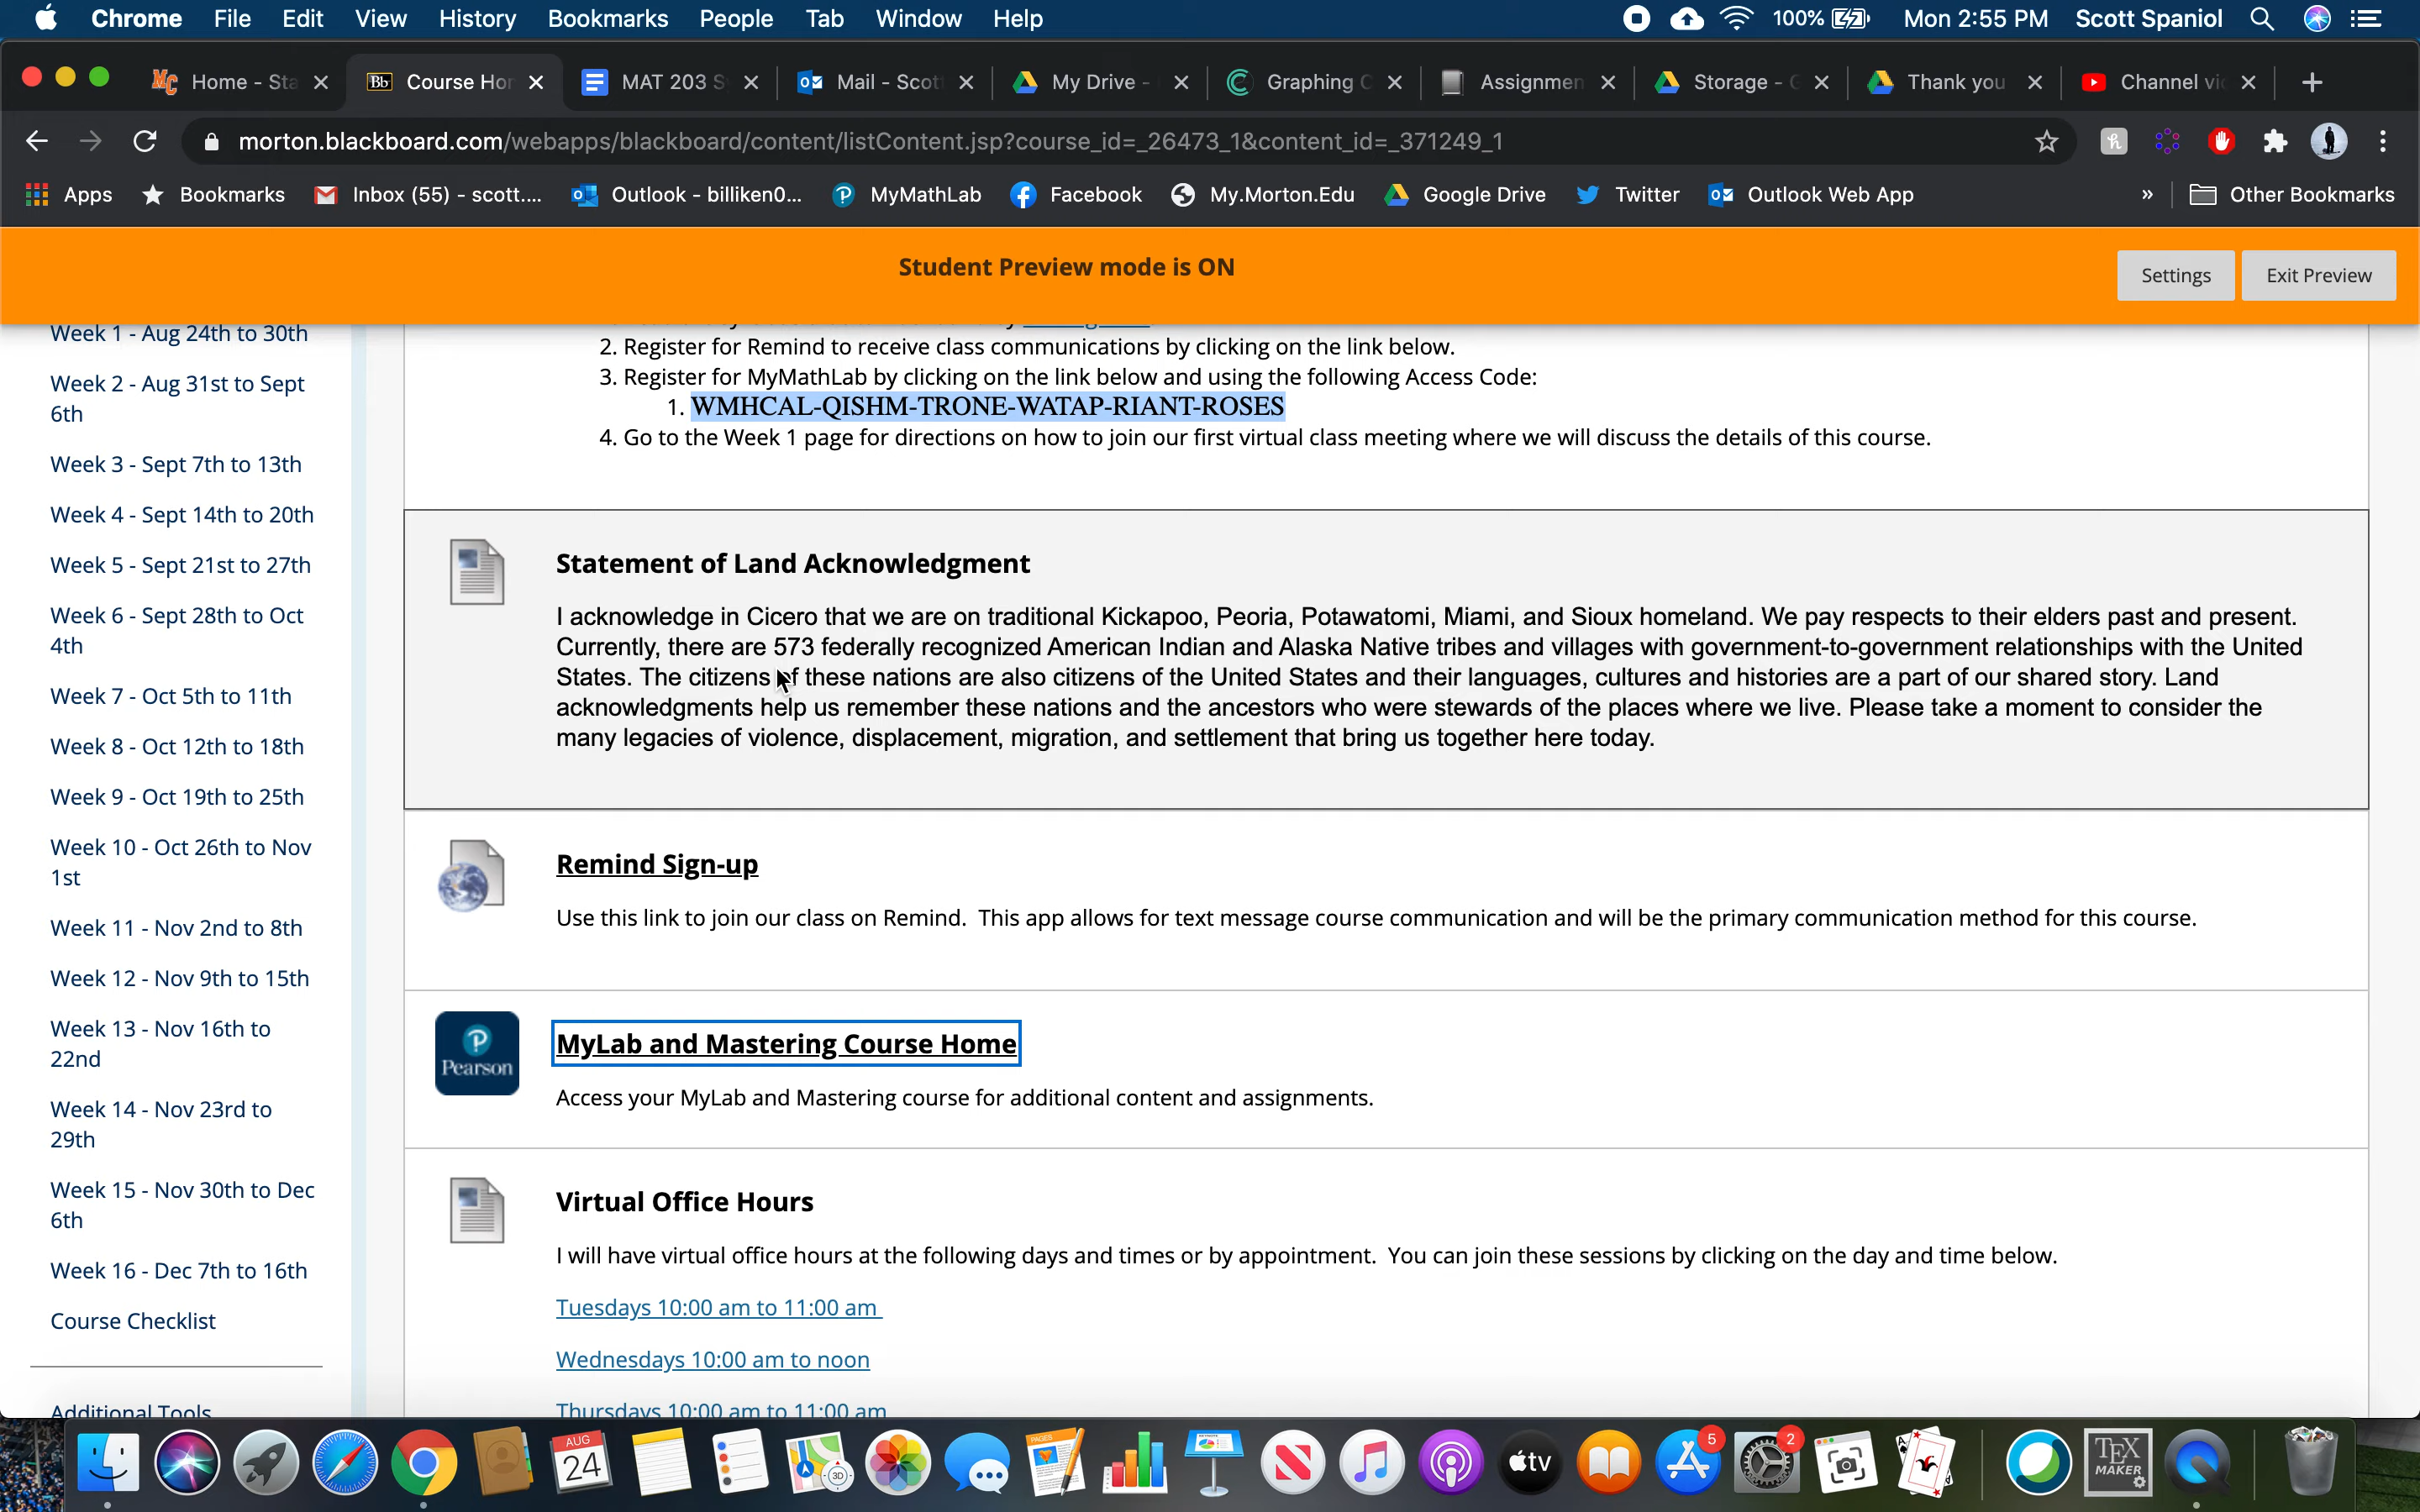 Chrome File Edit View History Bookmarks People Tab Window Help 100% Mon 2:55 PM Scott Spaniol
Home - Sta Bb Course Hor MAT 203 S Mail - Scott My Drive - Graphing C Assignmen Storage - G Thank you Channel vi
morton.blackboard.com/webapps/blackboard/content/listContent.jsp?course_id=_26473_1&content_id=_371249_1
Apps Bookmarks Inbox (55) - scott.... Outlook - billiken0... MyMathLab Facebook My.Morton.Edu Google Drive Twitter Outlook Web App » Other Bookmarks
Student Preview mode is ON
Settings Exit Preview
Week 1 - Aug 24th to 30th
Week 2 - Aug 31st to Sept
6th
Week 3 - Sept 7th to 13th
Week 4 - Sept 14th to 20th
Week 5 - Sept 21st to 27th
Week 6 - Sept 28th to Oct
4th
Week 7 - Oct 5th to 11th
Week 8 - Oct 12th to 18th
Week 9 - Oct 19th to 25th
Week 10 - Oct 26th to Nov
1st
Week 11 - Nov 2nd to 8th
Week 12 - Nov 9th to 15th
Week 13 - Nov 16th to
22nd
Week 14 - Nov 23rd to
29th
Week 15 - Nov 30th to Dec
6th
Week 16 - Dec 7th to 16th
Course Checklist
Additional Tools
2. Register for Remind to receive class communications by clicking on the link below.
3. Register for MyMathLab by clicking on the link below and using the following Access Code:
1. WMHCAL-QISHM-TRONE-WATAP-RIANT-ROSES
4. Go to the Week 1 page for directions on how to join our first virtual class meeting where we will discuss the details of this course.
Statement of Land Acknowledgment
I acknowledge in Cicero that we are on traditional Kickapoo, Peoria, Potawatomi, Miami, and Sioux homeland. We pay respects to their elders past and present.
Currently, there are 573 federally recognized American Indian and Alaska Native tribes and villages with government-to-government relationships with the United
States. The citizens of these nations are also citizens of the United States and their languages, cultures and histories are a part of our shared story. Land
acknowledgments help us remember these nations and the ancestors who were stewards of the places where we live. Please take a moment to consider the
many legacies of violence, displacement, migration, and settlement that bring us together here today.
Remind Sign-up
Use this link to join our class on Remind. This app allows for text message course communication and will be the primary communication method for this course.
Pearson
MyLab and Mastering Course Home
Access your MyLab and Mastering course for additional content and assignments.
Virtual Office Hours
I will have virtual office hours at the following days and times or by appointment. You can join these sessions by clicking on the day and time below.
Tuesdays 10:00 am to 11:00 am
Wednesdays 10:00 am to noon
Thursdays 10:00 am to 11:00 am
AUG
24
3D
PAGES
tv
5
2
TEX
MAKER